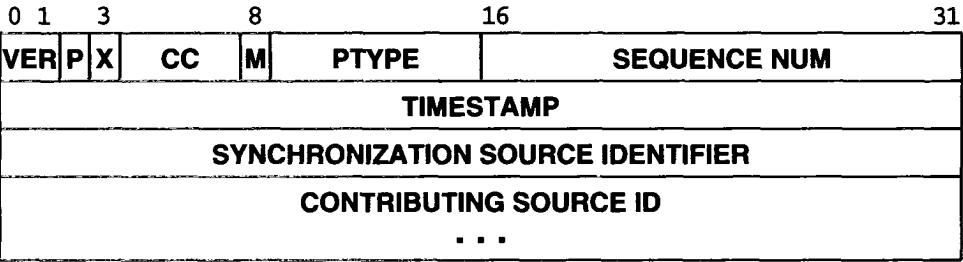 0 1 3 8 16 31
VER P X CC M PTYPE SEQUENCE NUM
TIMESTAMP
SYNCHRONIZATION SOURCE IDENTIFIER
CONTRIBUTING SOURCE ID
...